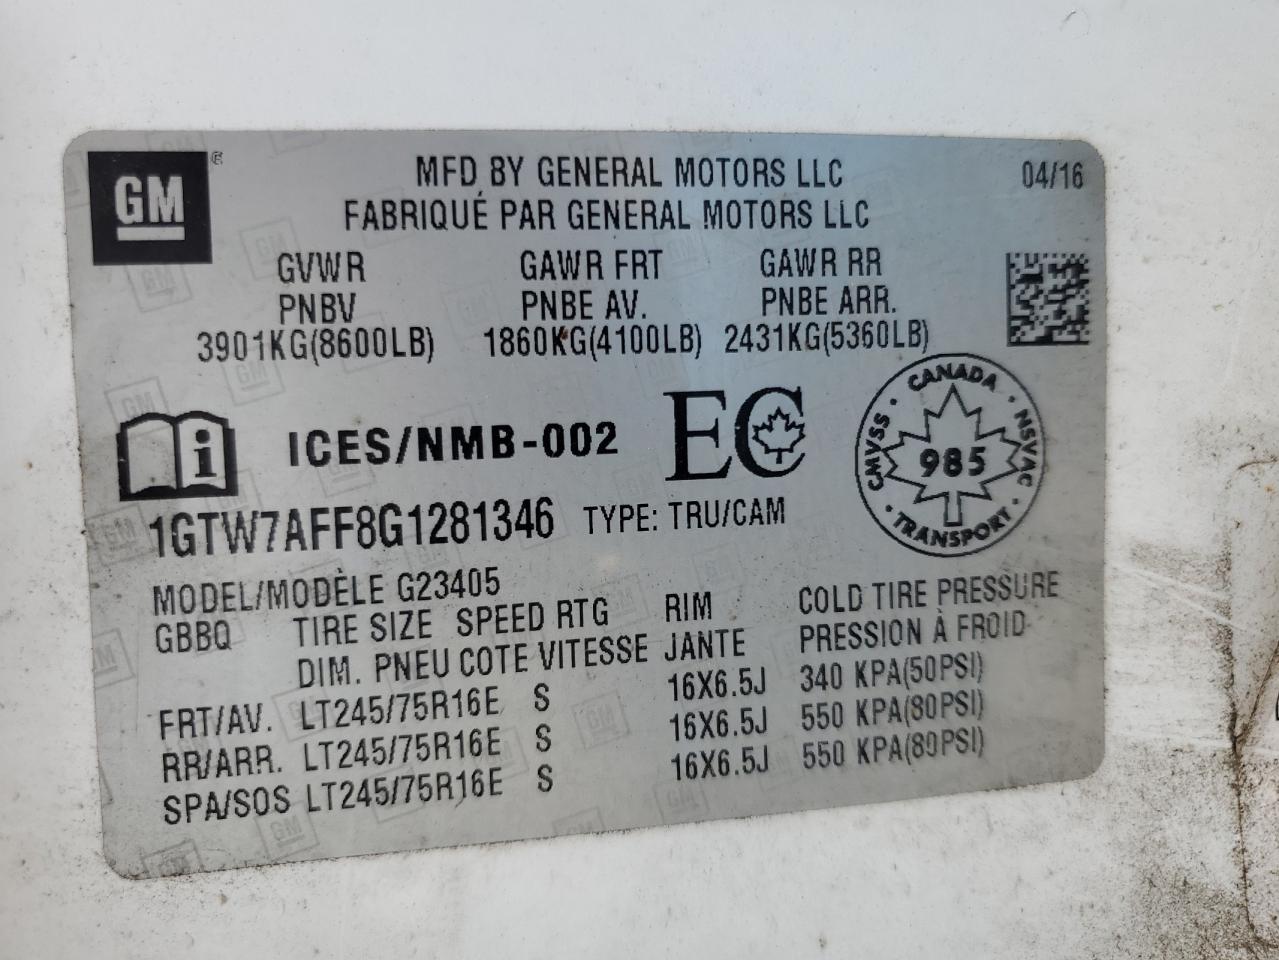 GM
MFD BY GENERAL MOTORS LLC 04/16
FABRIQUÉ PAR GENERAL MOTORS LLC
GVWR GAWR FRT GAWR RR
PNBV PNBE AV. PNBE ARR.
3901KG(8600LB) 1860KG(4100LB) 2431KG(5360LB)
i ICES/NMB-002 EC
CANADA · NSVAC · TRANSPORT · CMVSS ·
985
1GTW7AFF8G1281346 TYPE: TRU/CAM
MODEL/MODÈLE G23405
GBBQ TIRE SIZE SPEED RTG RIM COLD TIRE PRESSURE
DIM. PNEU COTE VITESSE JANTE PRESSION À FROID
FRT/AV. LT245/75R16E S 16X6.5J 340 KPA(50PSI)
RR/ARR. LT245/75R16E S 16X6.5J 550 KPA(80PSI)
SPA/SOS LT245/75R16E S 16X6.5J 550 KPA(80PSI)